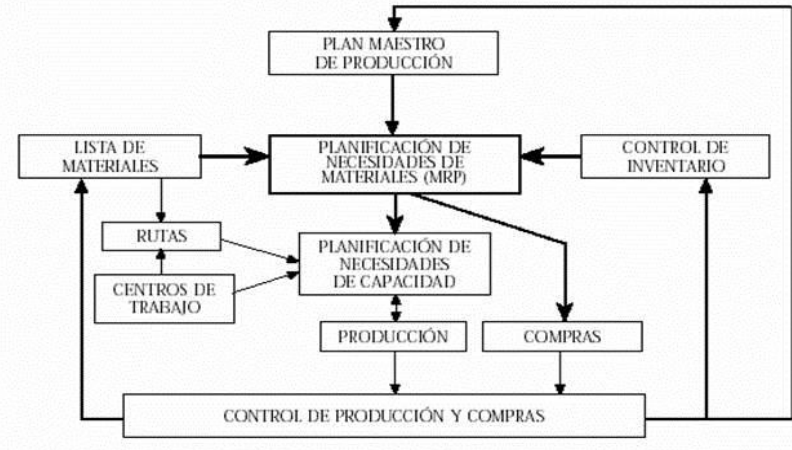 PLAN MAESTRO
DE PRODUCCIÓN
LISTA DE
MATERIALES
PLANIFICACIÓN DE
NECESIDADES DE
MATERIALES (MRP)
CONTROL DE
INVENTARIO
RUTAS
CENTROS DE
TRABAJO
PLANIFICACIÓN DE
NECESIDADES
DE CAPACIDAD
PRODUCCIÓN
COMPRAS
CONTROL DE PRODUCCIÓN Y COMPRAS